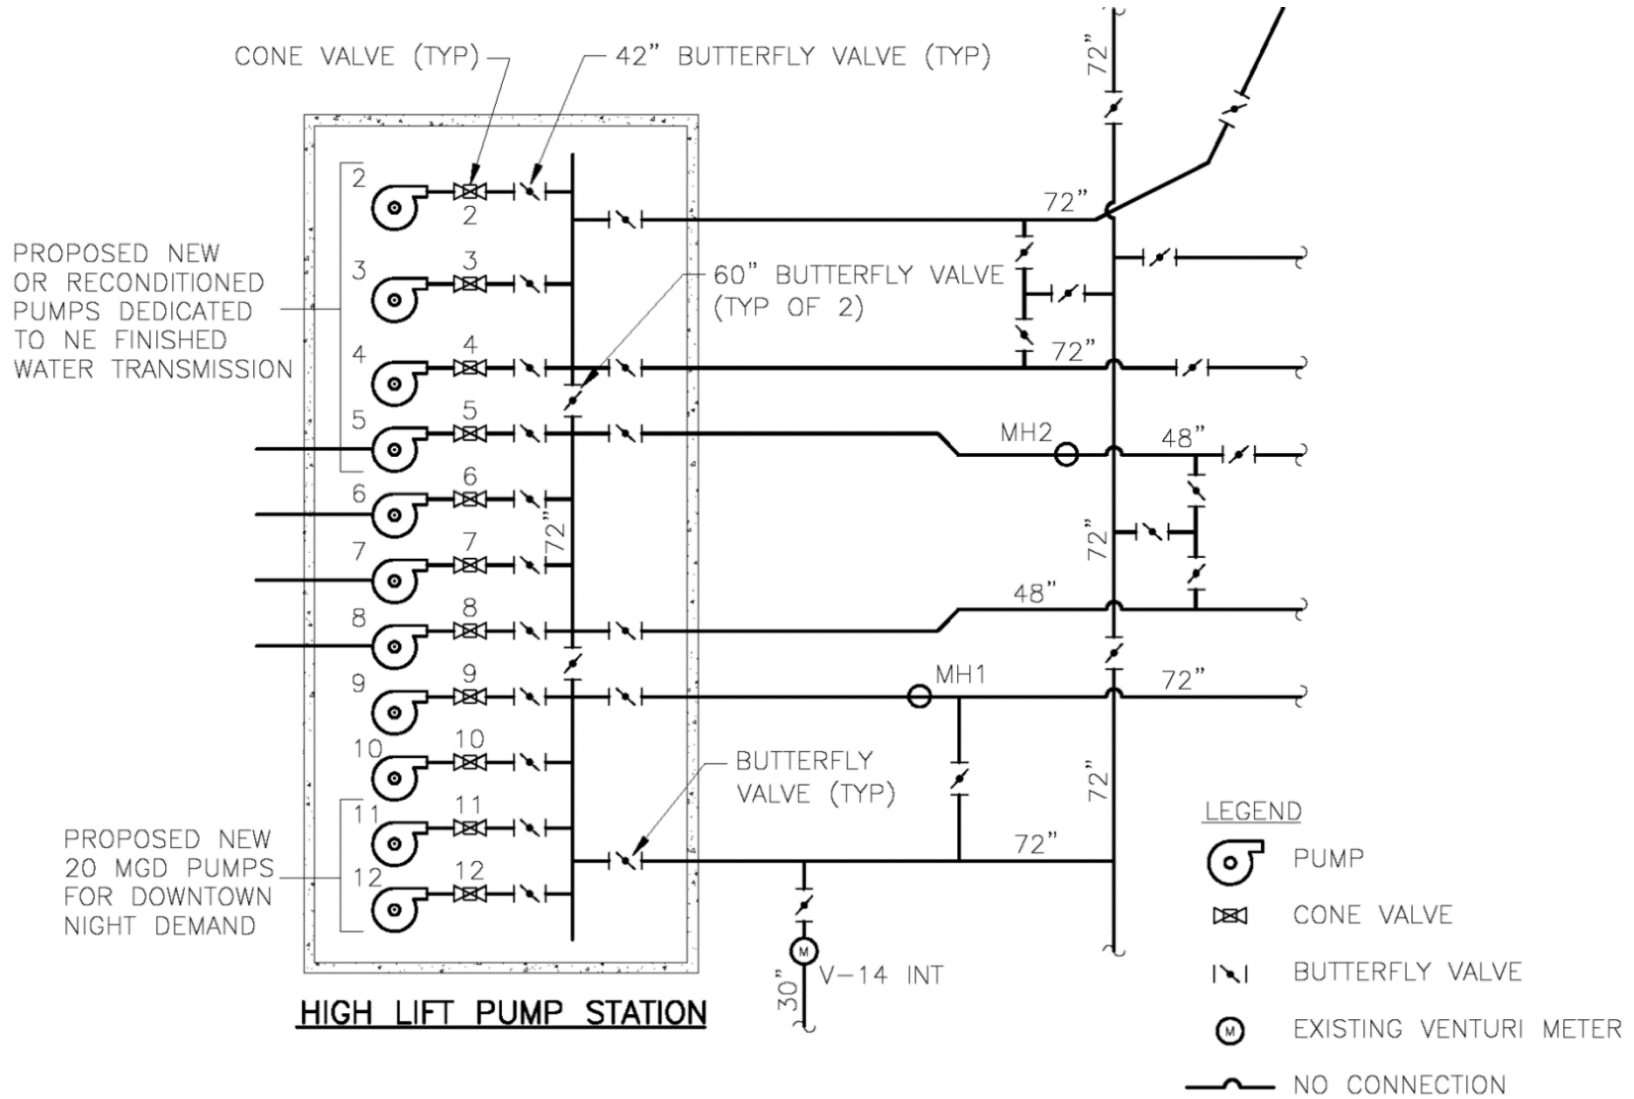 72"
CONE VALVE (TYP)
42" BUTTERFLY VALVE (TYP)
2
2
72"
PROPOSED NEW
OR RECONDITIONED
PUMPS DEDICATED
TO NE FINISHED
WATER TRANSMISSION
3
3
60" BUTTERFLY VALVE
(TYP OF 2)
4
4
72"
5
5
MH2
48"
6
6
72"
72"
7
7
8
8
48"
9
9
MH1
72"
10
10
BUTTERFLY
VALVE (TYP)
72"
11
11
PROPOSED NEW
20 MGD PUMPS
FOR DOWNTOWN
NIGHT DEMAND
12
12
72"
M
V-14 INT
30"
HIGH LIFT PUMP STATION
LEGEND
PUMP
CONE VALVE
BUTTERFLY VALVE
M
EXISTING VENTURI METER
NO CONNECTION